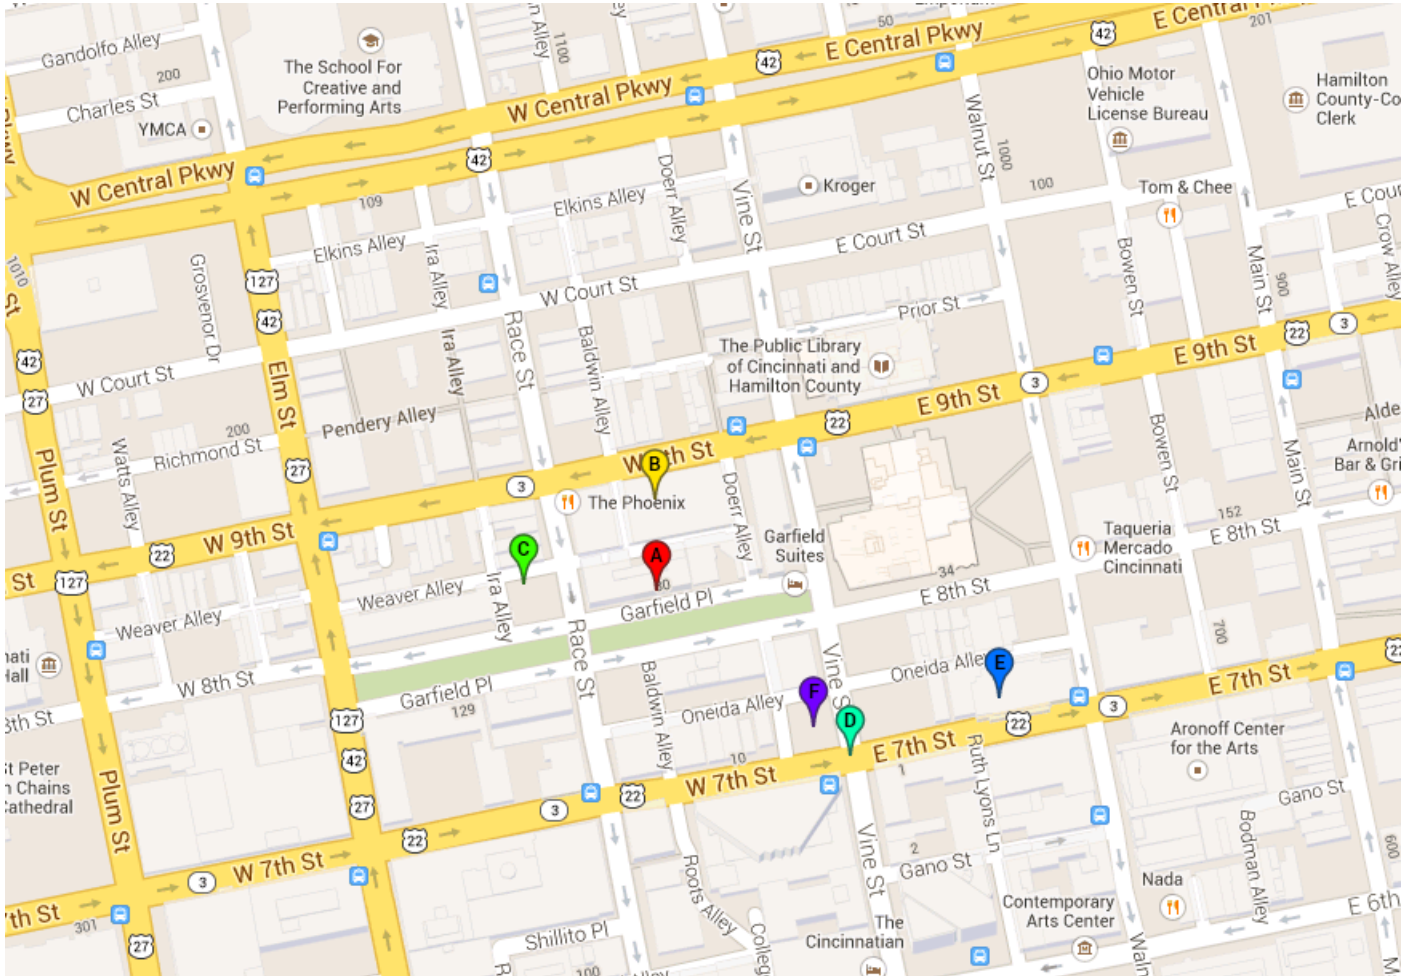 W Central Pkwy
E Central Pkwy
E Central Pkwy
W Central Pkwy
42
42
42
50
201
1100
Gandolfo Alley
200
Charles St
YMCA
The School For
Creative and
Performing Arts
Ohio Motor
Vehicle
License Bureau
Hamilton
Clerk
Kroger
Tom & Chee
Walnut St
1000
100
Doerr Alley
Vine St
Elkins Alley
109
Elkins Alley
Ira Alley
E Court St
W Court St
Bowen St
Main St
900
Crow Alley
1010
Grosvenor Dr
127
42
Elm St
Race St
Baldwin Alley
Ira Alley
Prior St
The Public Library
of Cincinnati and
Hamilton County
22
3
E 9th St
42
27
W Court St
3
E 9th St
22
Pendery Alley
200
Richmond St
Watts Alley
Plum St
27
B
The Phoenix
3
Doerr Alley
Bowen St
Main St
Bar & Gri
152
E 8th St
W 9th St
22
127
Garfield
Suites
Taqueria
Mercado
Cincinnati
C
A
34
E 8th St
Weaver Alley
Ira Alley
Garfield Pl
Weaver Alley
Race St
Baldwin Alley
Vine St
Oneida Alley
700
W 8th St
Garfield Pl
129
Oneida Alley
E
F
D
E 7th St
3
22
E 7th St
127
42
27
10
W 7th St
22
3
1
Ruth Lyons Ln
Aronoff Center
for the Arts
St Peter
Chains
Cathedral
Plum St
22
W 7th St
3
301
27
Roots Alley
Vine St
2
Gano St
Gano St
Bodman Alley
600
Shillito Pl
100
The
Cincinnatian
Contemporary
Arts Center
Nada
E 6th